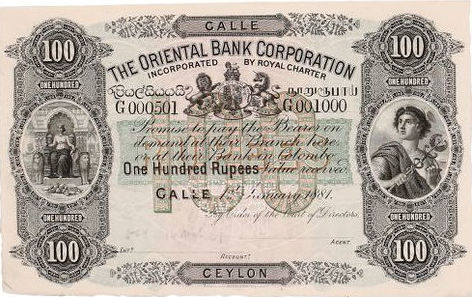 GALLE
100
100
THE ORIENTAL BANK CORPORATION
INCORPORATED BY ROYAL CHARTER
ONE HUNDRED
ONE HUNDRED
G000501
G001000
Promise to pay the Bearer on
demand at their Branch here
or at their Bank in Colombo
One Hundred Rupees Value received
GALLE 1st January 1881.
By Order of the Court of Directors.
ONE HUNDRED
ONE HUNDRED
100
100
Entd
ACCOUNT
AGENT
CEYLON